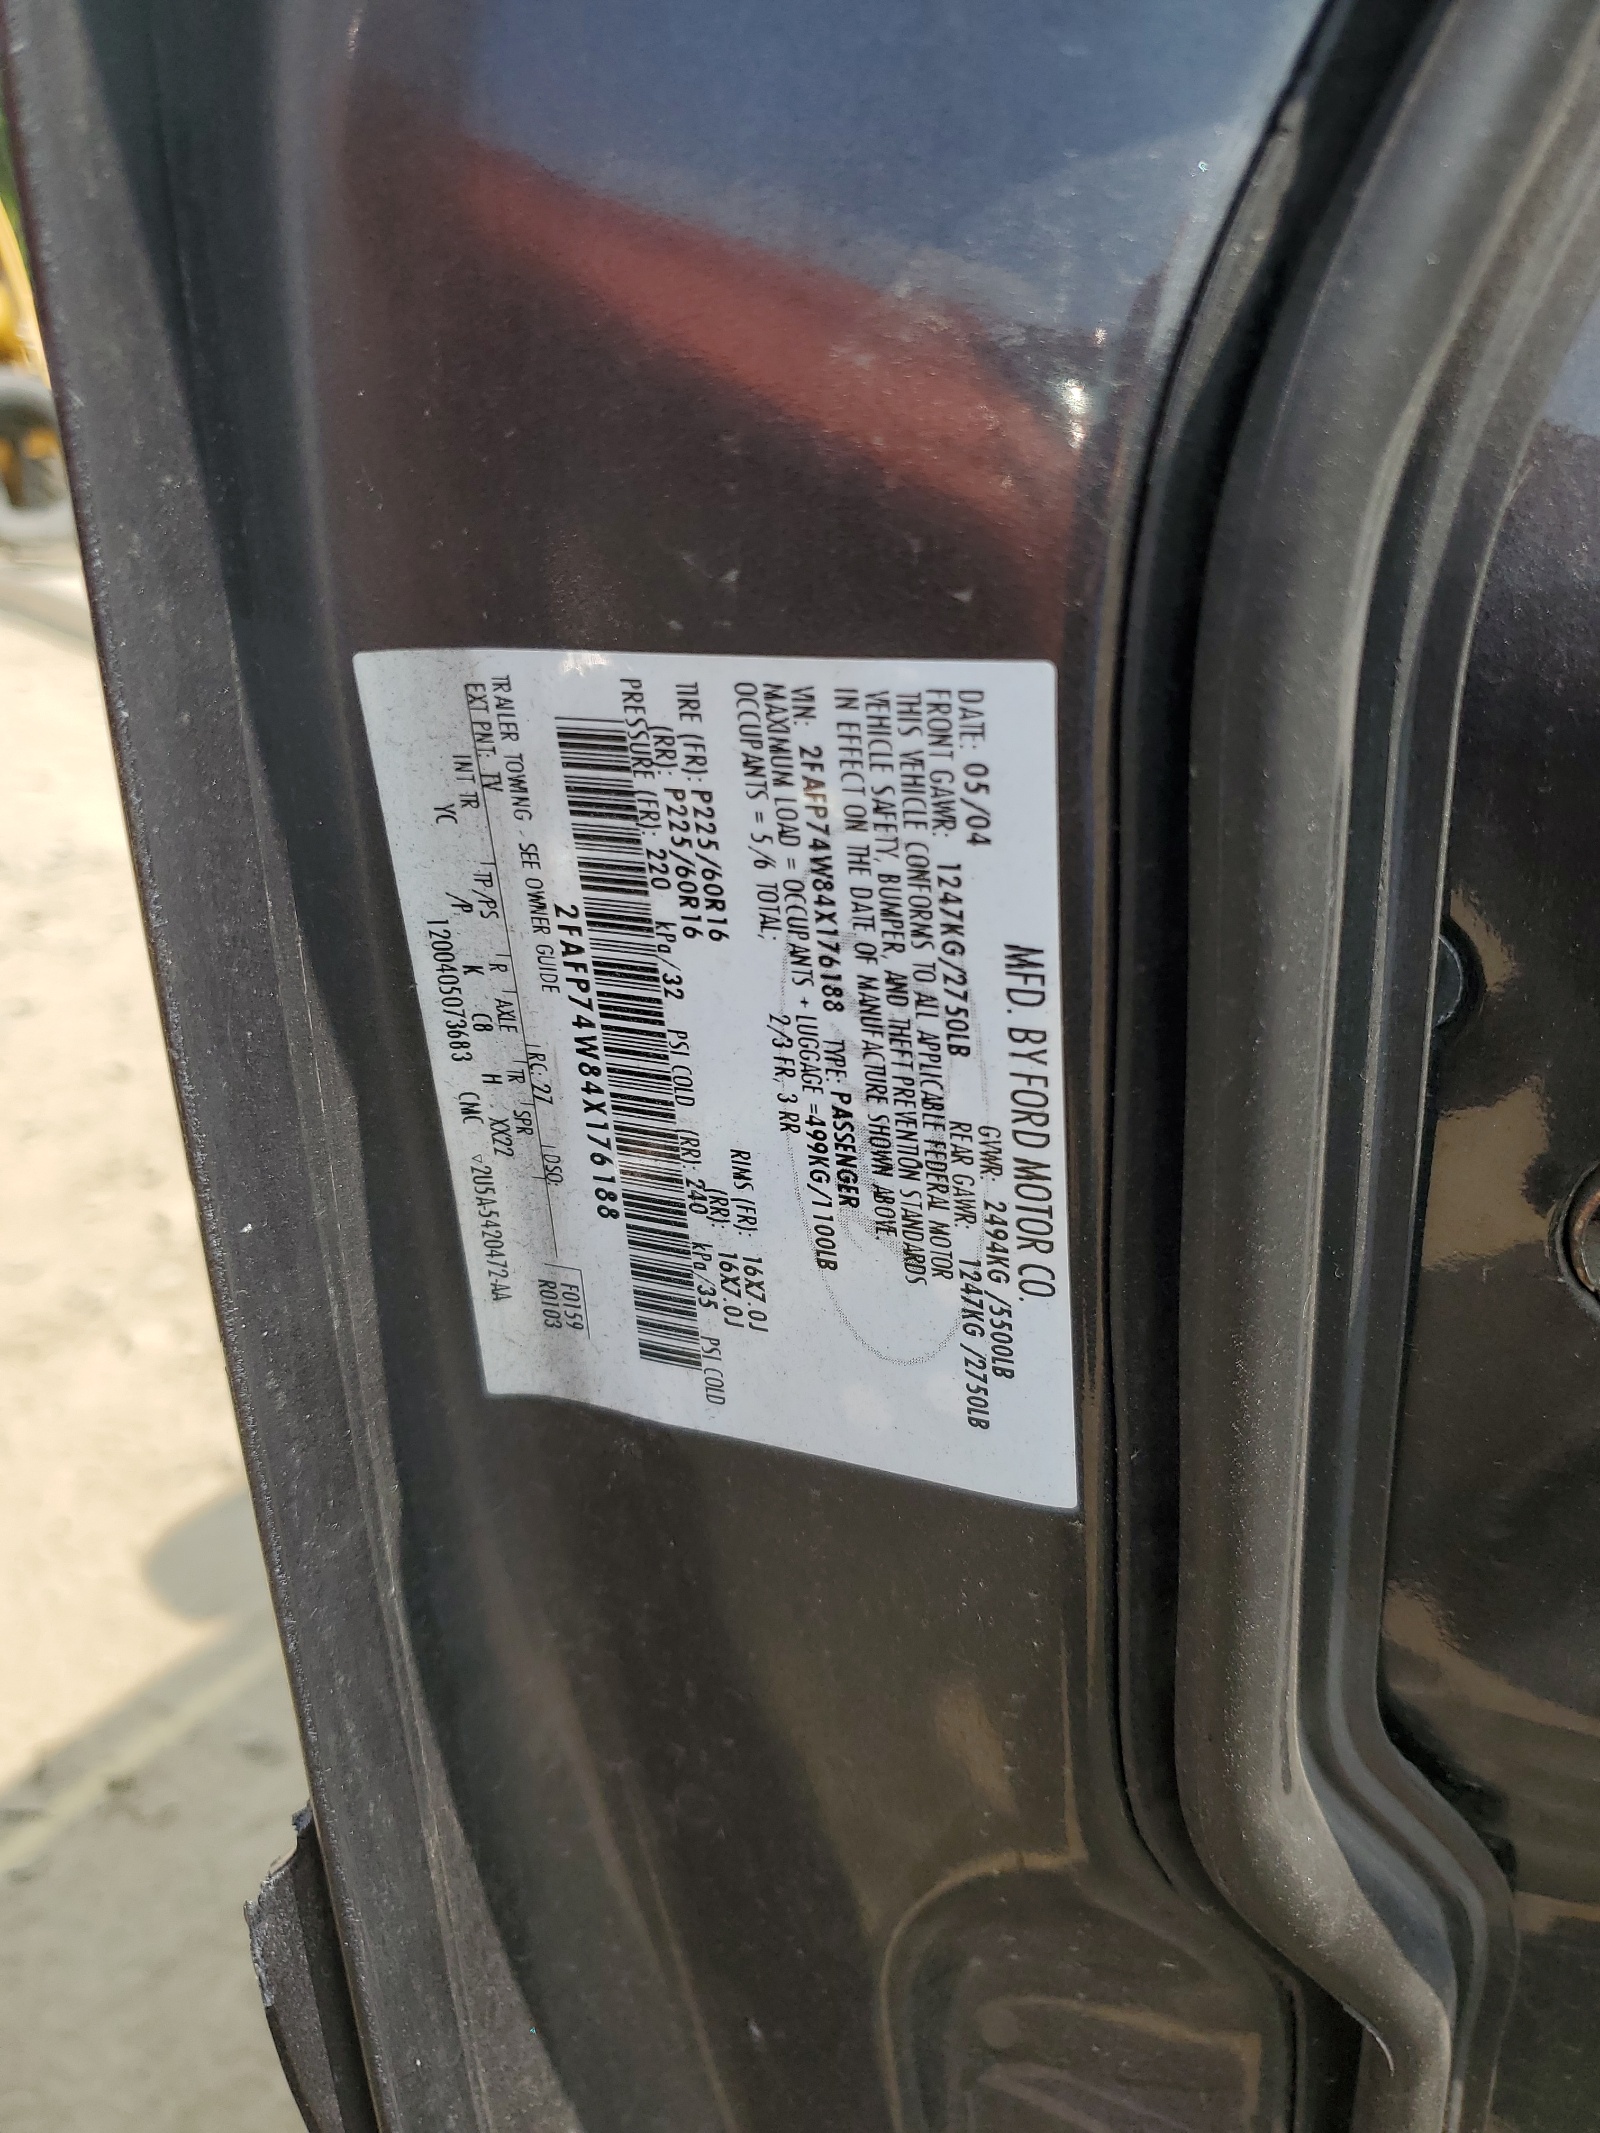 MFD. BY FORD MOTOR CO.
DATE: 05/04 GVWR: 2494KG /5500LB
FRONT GAWR: 1247KG/2750LB REAR GAWR: 1247KG /2750LB
THIS VEHICLE CONFORMS TO ALL APPLICABLE FEDERAL MOTOR
VEHICLE SAFETY, BUMPER, AND THEFT PREVENTION STANDARDS
IN EFFECT ON THE DATE OF MANUFACTURE SHOWN ABOVE.
VIN: 2FAFP74W84X176188 TYPE: PASSENGER
MAXIMUM LOAD = OCCUPANTS + LUGGAGE =499KG/1100LB
OCCUPANTS = 5/6 TOTAL; 2/3 FR, 3 RR
TIRE (FR): P225/60R16 RIMS (FR): 16X7.0J
(RR): P225/60R16 (RR): 16X7.0J
PRESSURE (FR): 220 kPa/32 PSI COLD (RR): 240 kPa/35 PSI COLD
2FAFP74W84X176188
F0159
TRAILER TOWING - SEE OWNER GUIDE RC: 27 DSO: R0103
EXT PNT: TV
INT TR TP/PS R AXLE TR SPR
YC /P K C8 H XX22
1200405073683 CMC ▽2U5A-5420472-AA